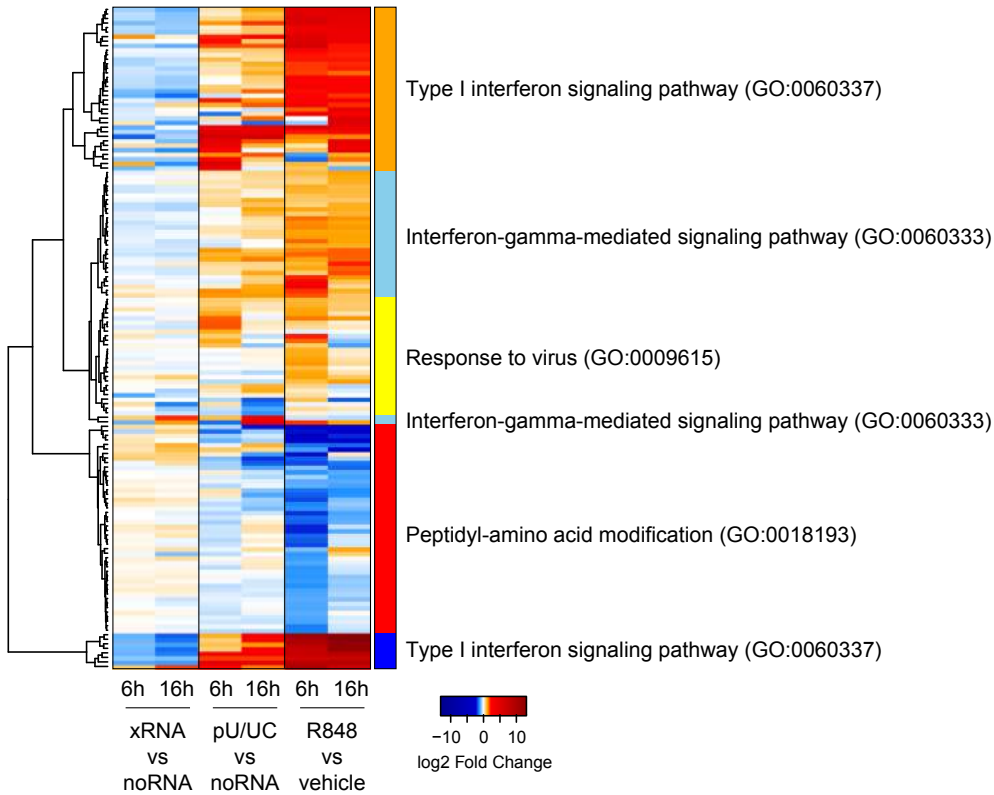 Type I interferon signaling pathway (GO:0060337)
Interferon-gamma-mediated signaling pathway (GO:0060333)
Response to virus (GO:0009615)
Interferon-gamma-mediated signaling pathway (GO:0060333)
Peptidyl-amino acid modification (GO:0018193)
Type I interferon signaling pathway (GO:0060337)
6h 16h 6h 16h 6h 16h
xRNA vs noRNA
pU/UC vs noRNA
R848 vs vehicle
−10 0 10
log2 Fold Change